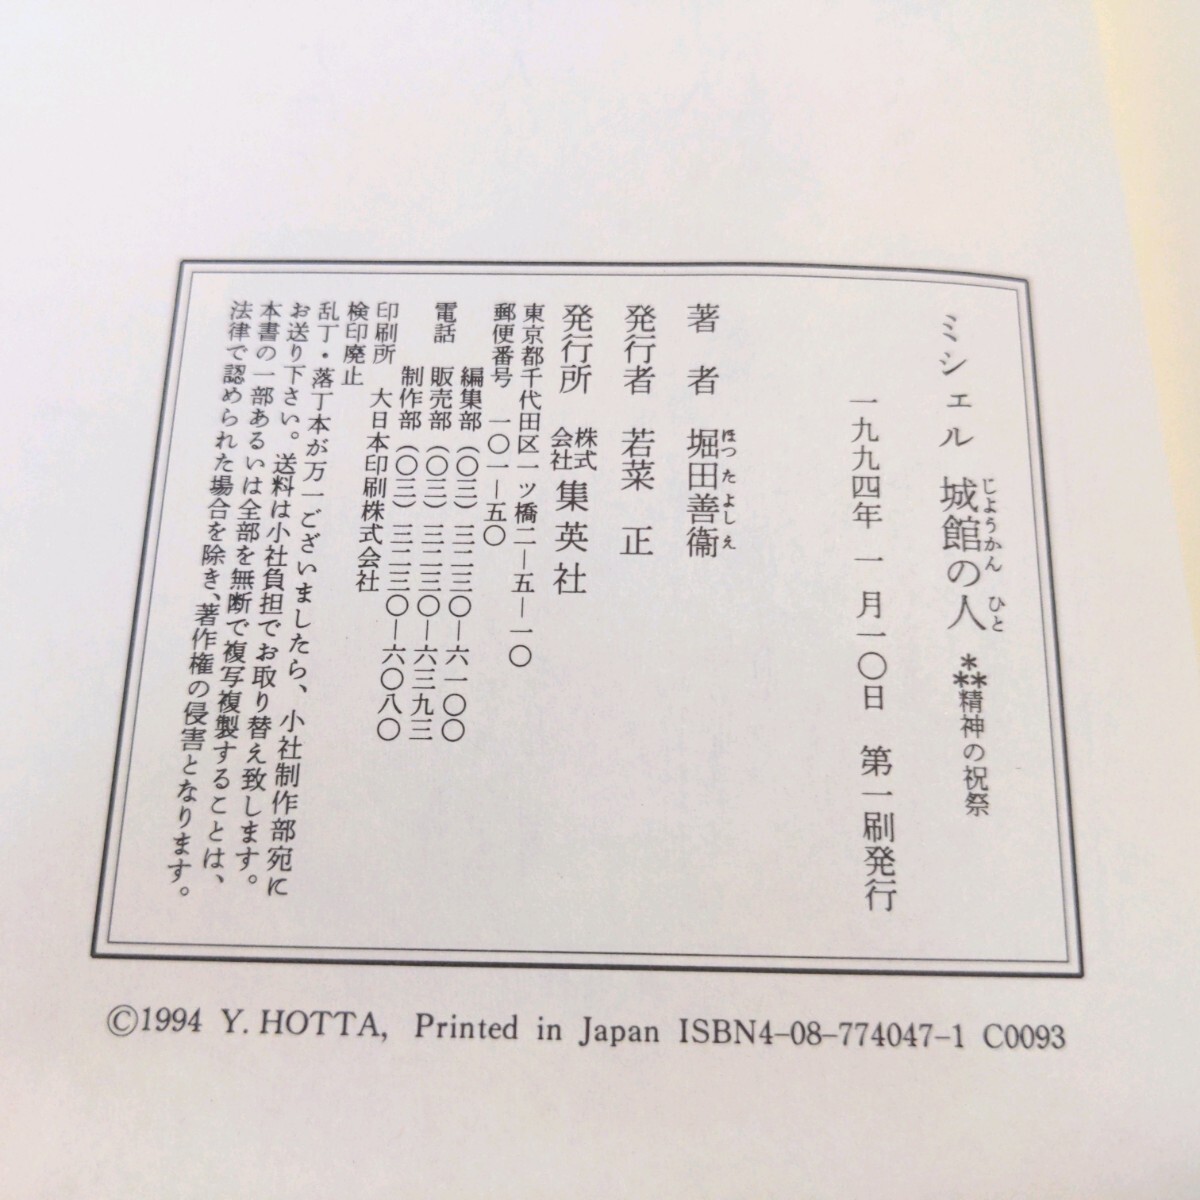 ミシェル 城館の人 ⁂精神の祝祭
じようかん ひと
一九九四年 一月一〇日 第一刷発行
著者 堀田善衞
ほつたよしえ
発行者 若菜 正
発行所 株式会社 集英社
東京都千代田区一ツ橋二―五―一〇
郵便番号 一〇一―五〇
電話 編集部(〇三)三二三〇―六一〇〇
販売部(〇三)三二三〇―六三九三
制作部(〇三)三二三〇―六〇八〇
印刷所 大日本印刷株式会社
検印廃止
乱丁・落丁本が万一ございましたら、小社制作部宛に
お送り下さい。送料は小社負担でお取り替え致します。
本書の一部あるいは全部を無断で複写複製することは、
法律で認められた場合を除き、著作権の侵害となります。
©1994 Y. HOTTA, Printed in Japan ISBN4-08-774047-1 C0093